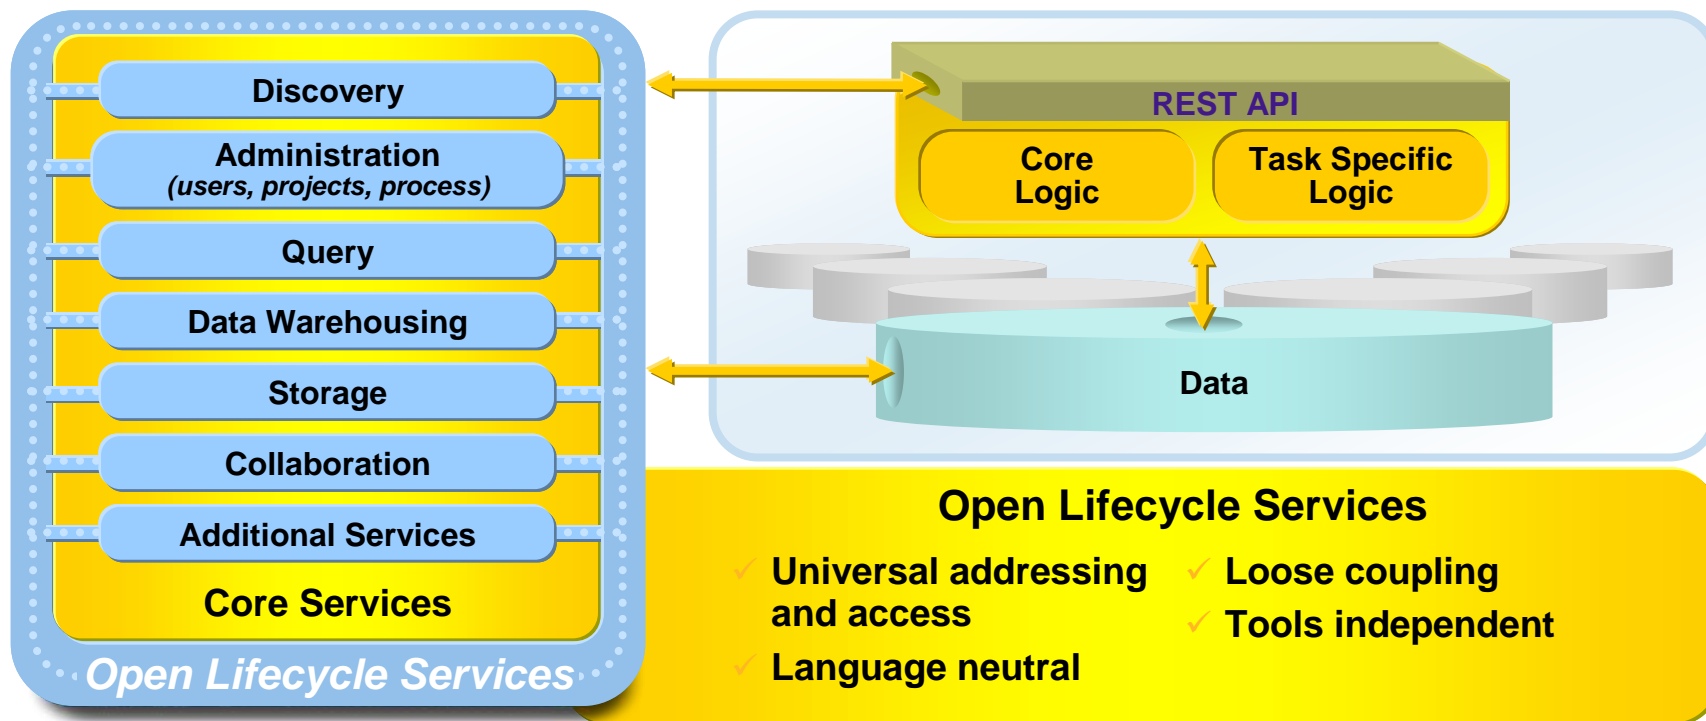 Discovery
Administration
(users, projects, process)
Query
Data Warehousing
Storage
Collaboration
Additional Services
Core Services
Open Lifecycle Services
REST API
Core
Logic
Task Specific
Logic
Data
Open Lifecycle Services
Universal addressing
and access
Language neutral
Loose coupling
Tools independent